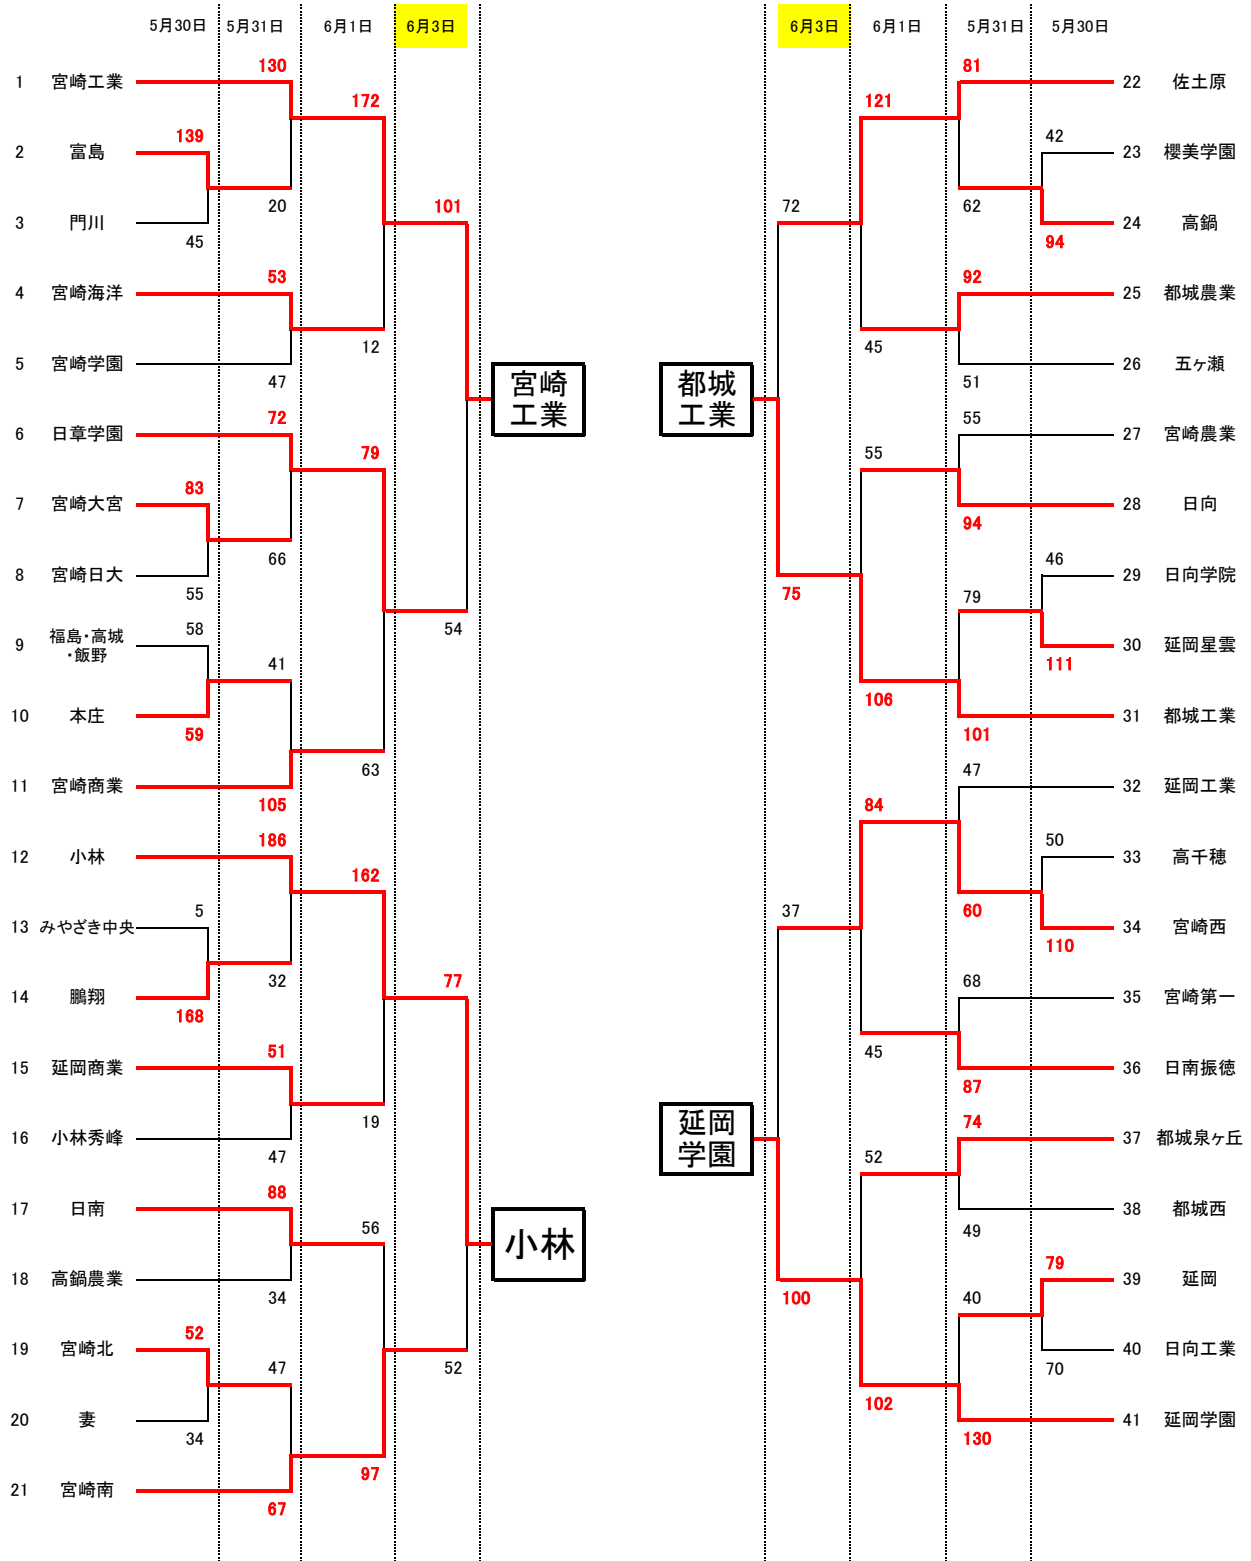 5月30日 5月31日 6月1日 6月3日
6月3日 6月1日 5月31日 5月30日
130
1 宮崎工業
172
139
2 富島
20
3 門川
45
101
53
4 宮崎海洋
12
5 宮崎学園
47
宮崎
工業
72
6 日章学園
79
83
7 宮崎大宮
66
8 宮崎日大
55
58
9 福島・高城
・飯野
54
41
10 本庄
59
63
11 宮崎商業
105
186
12 小林
162
5
13 みやざき中央
32
14 鵬翔
168
77
51
15 延岡商業
19
16 小林秀峰
47
88
17 日南
56
小林
18 高鍋農業
34
52
19 宮崎北
47
52
20 妻
34
97
21 宮崎南
67
81
22 佐土原
121
42
23 櫻美学園
72
62
24 高鍋
94
92
25 都城農業
45
26 五ヶ瀬
51
都城
工業
55
27 宮崎農業
55
28 日向
94
46
29 日向学院
75
79
30 延岡星雲
111
106
31 都城工業
101
47
32 延岡工業
84
50
33 高千穂
37
60
34 宮崎西
110
68
35 宮崎第一
45
36 日南振徳
87
延岡
学園
74
37 都城泉ヶ丘
52
38 都城西
49
79
39 延岡
100
40
40 日向工業
70
102
41 延岡学園
130